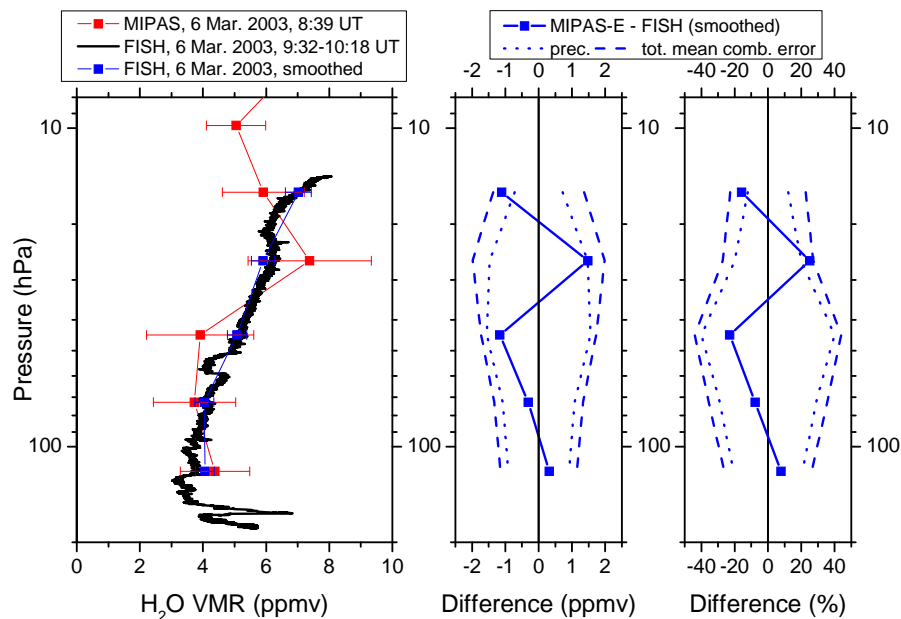 MIPAS, 6 Mar. 2003, 8:39 UT
FISH, 6 Mar. 2003, 9:32-10:18 UT
FISH, 6 Mar. 2003, smoothed
MIPAS-E - FISH (smoothed)
prec. tot. mean comb. error
-2 -1 0 1 2
-40 -20 0 20 40
10 10 10
100 100 100
Pressure (hPa)
0 2 4 6 8 10
-2 -1 0 1 2
-40 -20 0 20 40
H₂O VMR (ppmv)
Difference (ppmv)
Difference (%)